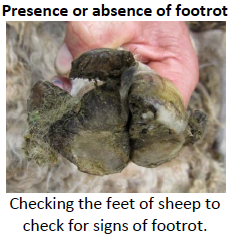 Presence or absence of footrot
Checking the feet of sheep to
check for signs of footrot.